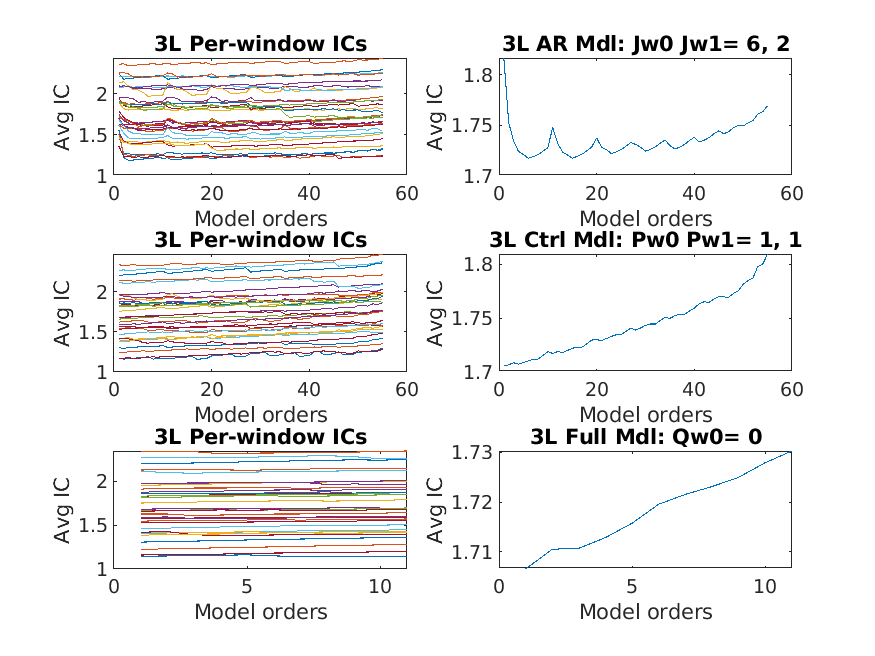 3L Per-window ICs
Avg IC
2
1.5
1
0
20
40
60
Model orders
3L AR Mdl: Jw0 Jw1= 6, 2
Avg IC
1.8
1.75
1.7
0
20
40
60
Model orders
3L Per-window ICs
Avg IC
2
1.5
1
0
20
40
60
Model orders
3L Ctrl Mdl: Pw0 Pw1= 1, 1
Avg IC
1.8
1.75
1.7
0
20
40
60
Model orders
3L Per-window ICs
Avg IC
2
1.5
1
0
5
10
Model orders
3L Full Mdl: Qw0= 0
Avg IC
1.73
1.72
1.71
0
5
10
Model orders